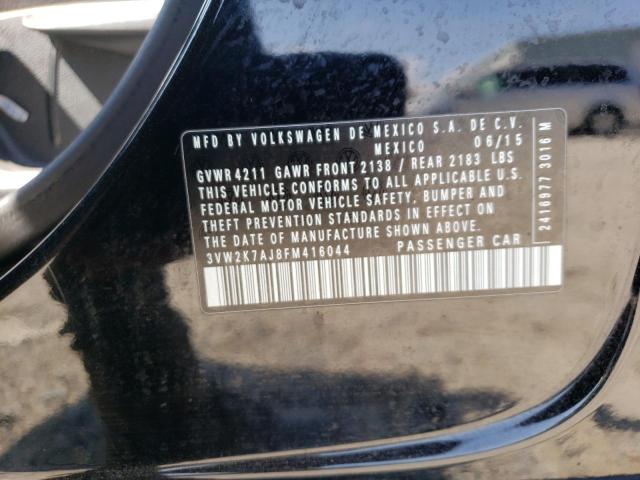 MFD BY VOLKSWAGEN DE MEXICO S.A. DE C.V.
MEXICO 06/15
GVWR 4211 GAWR FRONT 2138 / REAR 2183 LBS
THIS VEHICLE CONFORMS TO ALL APPLICABLE U.S.
FEDERAL MOTOR VEHICLE SAFETY, BUMPER AND
THEFT PREVENTION STANDARDS IN EFFECT ON
THE DATE OF MANUFACTURE SHOWN ABOVE.
3VW2K7AJ8FM416044 PASSENGER CAR
2410977 3016 M